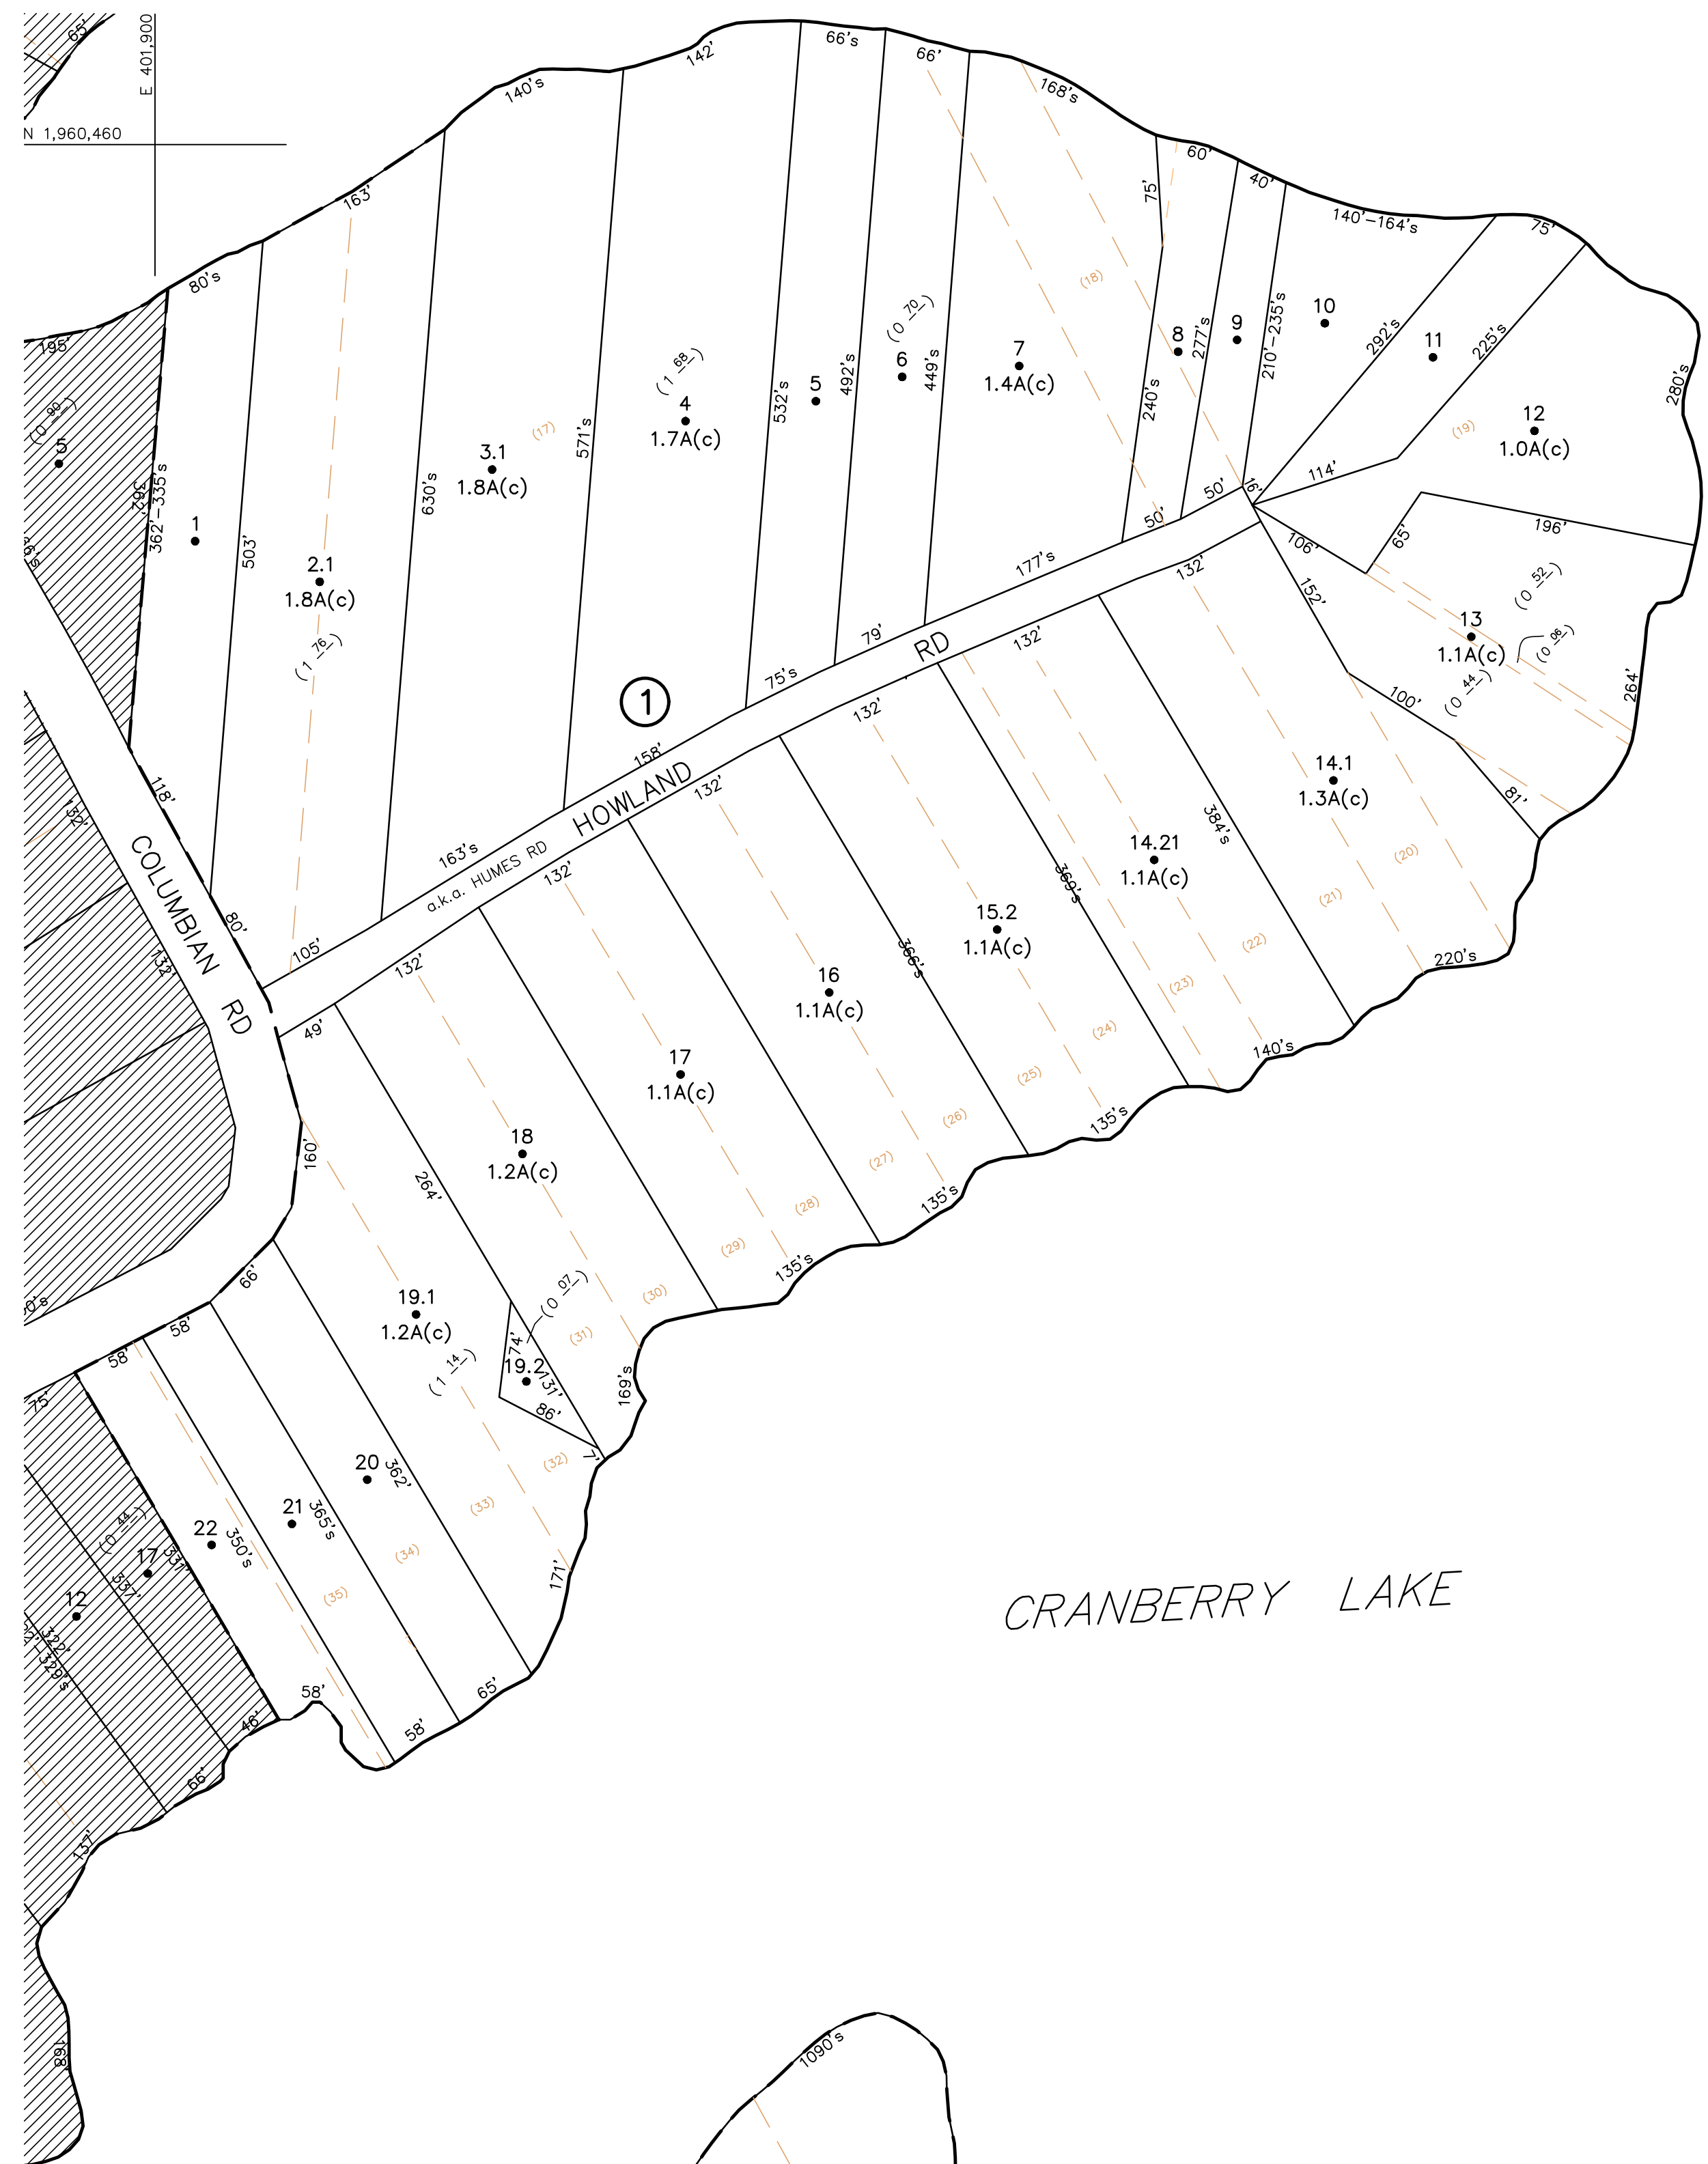 65'
E 401,900
N 1,960,460
142'
66's
66'
140's
168's
163'
60'
75'
40'
140'-164's
75'
80's
195'
(18)
(0 70)
(1 68)
(0 90)
5
1
362'
362'-335's
503'
2.1
1.8A(c)
(1 76)
3.1
1.8A(c)
(17)
630's
571's
4
1.7A(c)
532's
5
492's
6
449's
7
1.4A(c)
240's
8
277's
9
210'-235's
10
292's
11
225's
280's
(19)
12
1.0A(c)
114'
16'
50'
50'
196'
65'
106'
152'
(0 52)
13
1.1A(c)
(0 06)
(0 44)
264'
100'
81'
177's
79'
75's
158'
163's
105'
1
HOWLAND RD
a.k.a. HUMES RD
132'
132'
132'
132'
132'
132'
49'
118'
80'
132'
132'
COLUMBIAN RD
14.1
1.3A(c)
384's
(20)
(21)
220's
14.21
1.1A(c)
369's
(22)
(23)
140's
15.2
1.1A(c)
366's
(24)
(25)
135's
16
1.1A(c)
(26)
(27)
135's
17
1.1A(c)
(28)
(29)
135's
18
1.2A(c)
264'
(30)
(31)
169's
160'
19.1
1.2A(c)
(1 14)
(0 07)
74'
19.2
131'
86'
7'
(32)
(33)
171'
66'
58'
58'
75'
20
362'
21
365's
(34)
22
350's
(35)
(0 44)
17
331'
337'
12
322'
58'
65'
58'
46'
66'
137'
168'
CRANBERRY LAKE
1090's